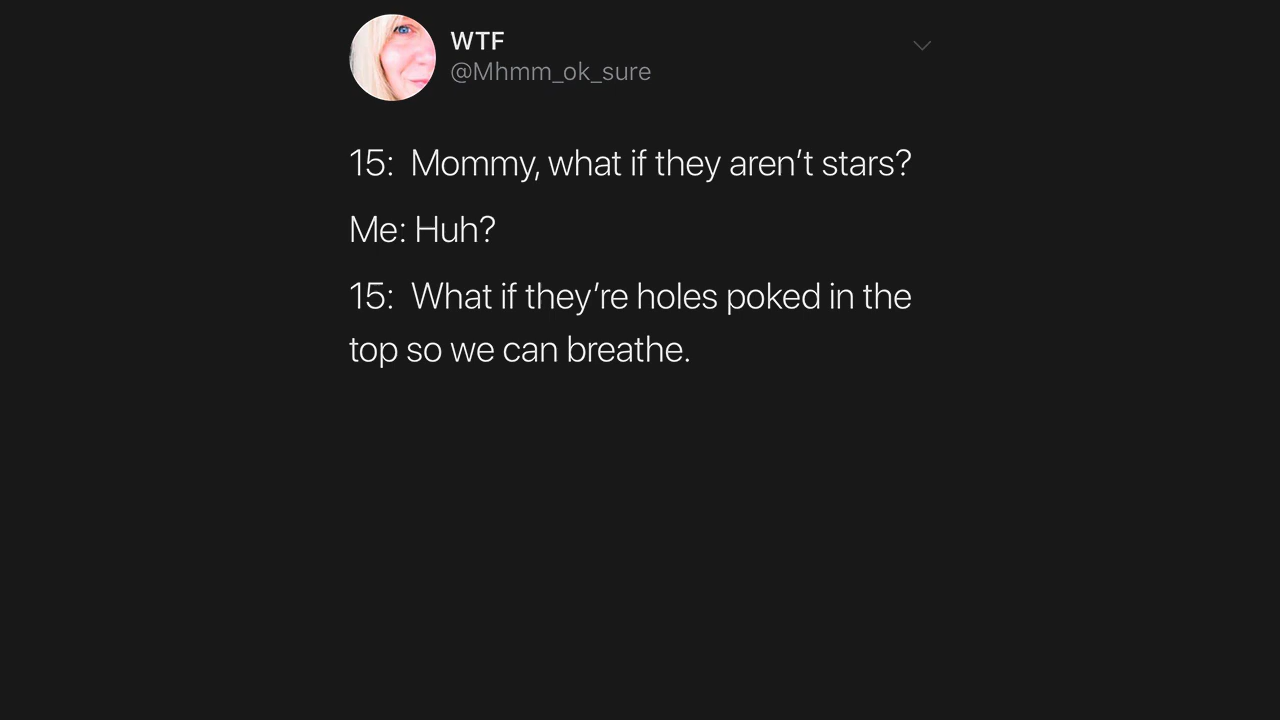 WTF
@Mhmm_ok_sure
15:  Mommy, what if they aren’t stars?
Me: Huh?
15:  What if they’re holes poked in the
top so we can breathe.